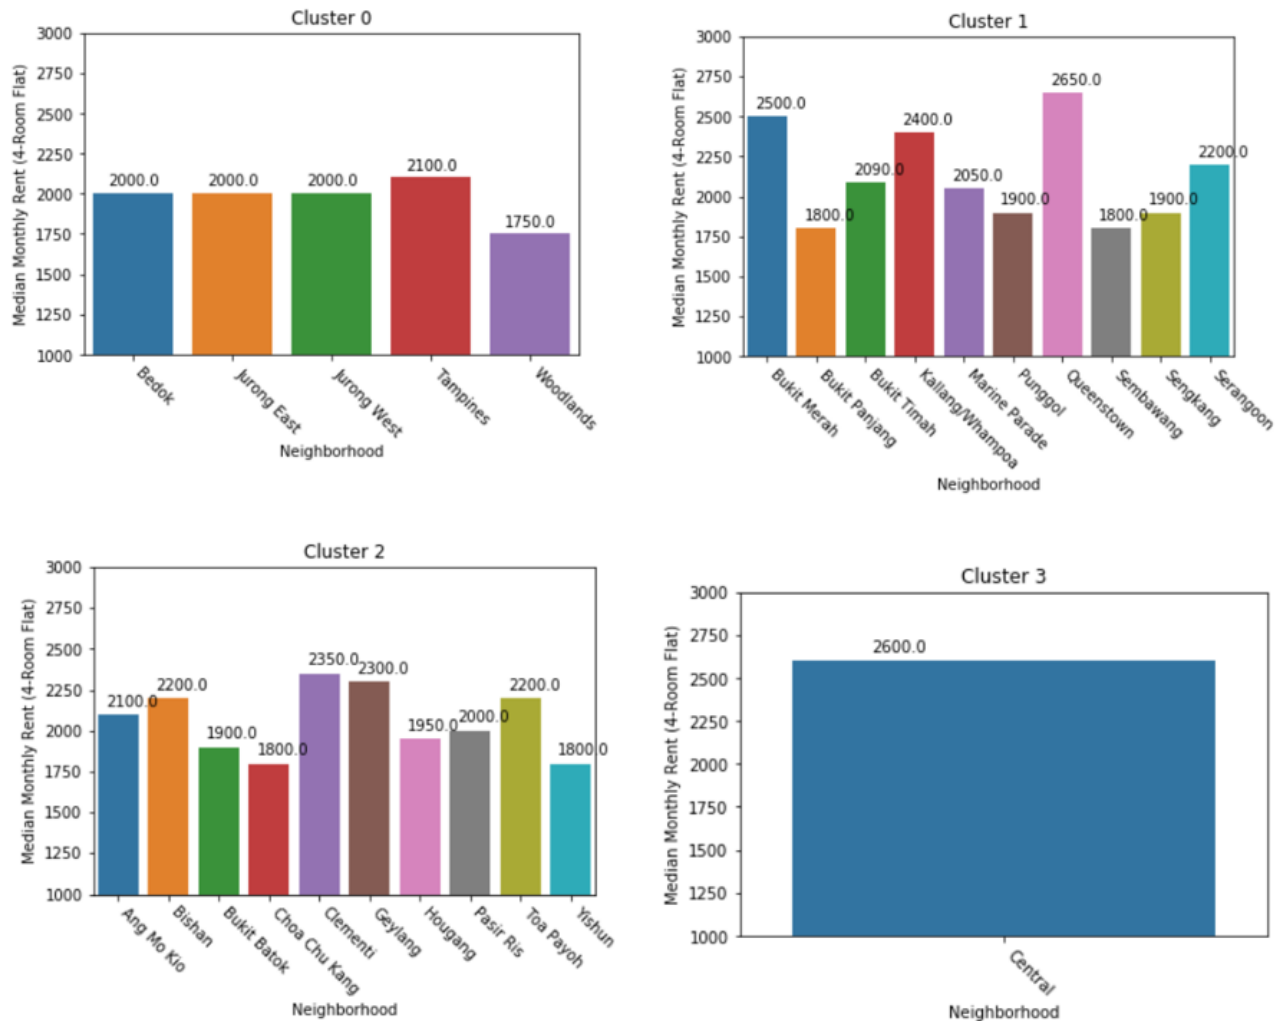 Cluster 0
3000
2750
2500
2250
2000
1750
1500
1250
1000
Median Monthly Rent (4-Room Flat)
2000.0
2000.0
2000.0
2100.0
1750.0
Bedok
Jurong East
Jurong West
Tampines
Woodlands
Neighborhood
Cluster 1
3000
2750
2500
2250
2000
1750
1500
1250
1000
Median Monthly Rent (4-Room Flat)
2500.0
1800.0
2090.0
2400.0
2050.0
1900.0
2650.0
1800.0
1900.0
2200.0
Bukit Merah
Bukit Panjang
Bukit Timah
Kallang/Whampoa
Marine Parade
Punggol
Queenstown
Sembawang
Sengkang
Serangoon
Neighborhood
Cluster 2
3000
2750
2500
2250
2000
1750
1500
1250
1000
Median Monthly Rent (4-Room Flat)
2100.0
2200.0
1900.0
1800.0
2350.0
2300.0
1950.0
2000.0
2200.0
1800.0
Ang Mo Kio
Bishan
Bukit Batok
Choa Chu Kang
Clementi
Geylang
Hougang
Pasir Ris
Toa Payoh
Yishun
Neighborhood
Cluster 3
3000
2750
2500
2250
2000
1750
1500
1250
1000
Median Monthly Rent (4-Room Flat)
2600.0
Central
Neighborhood